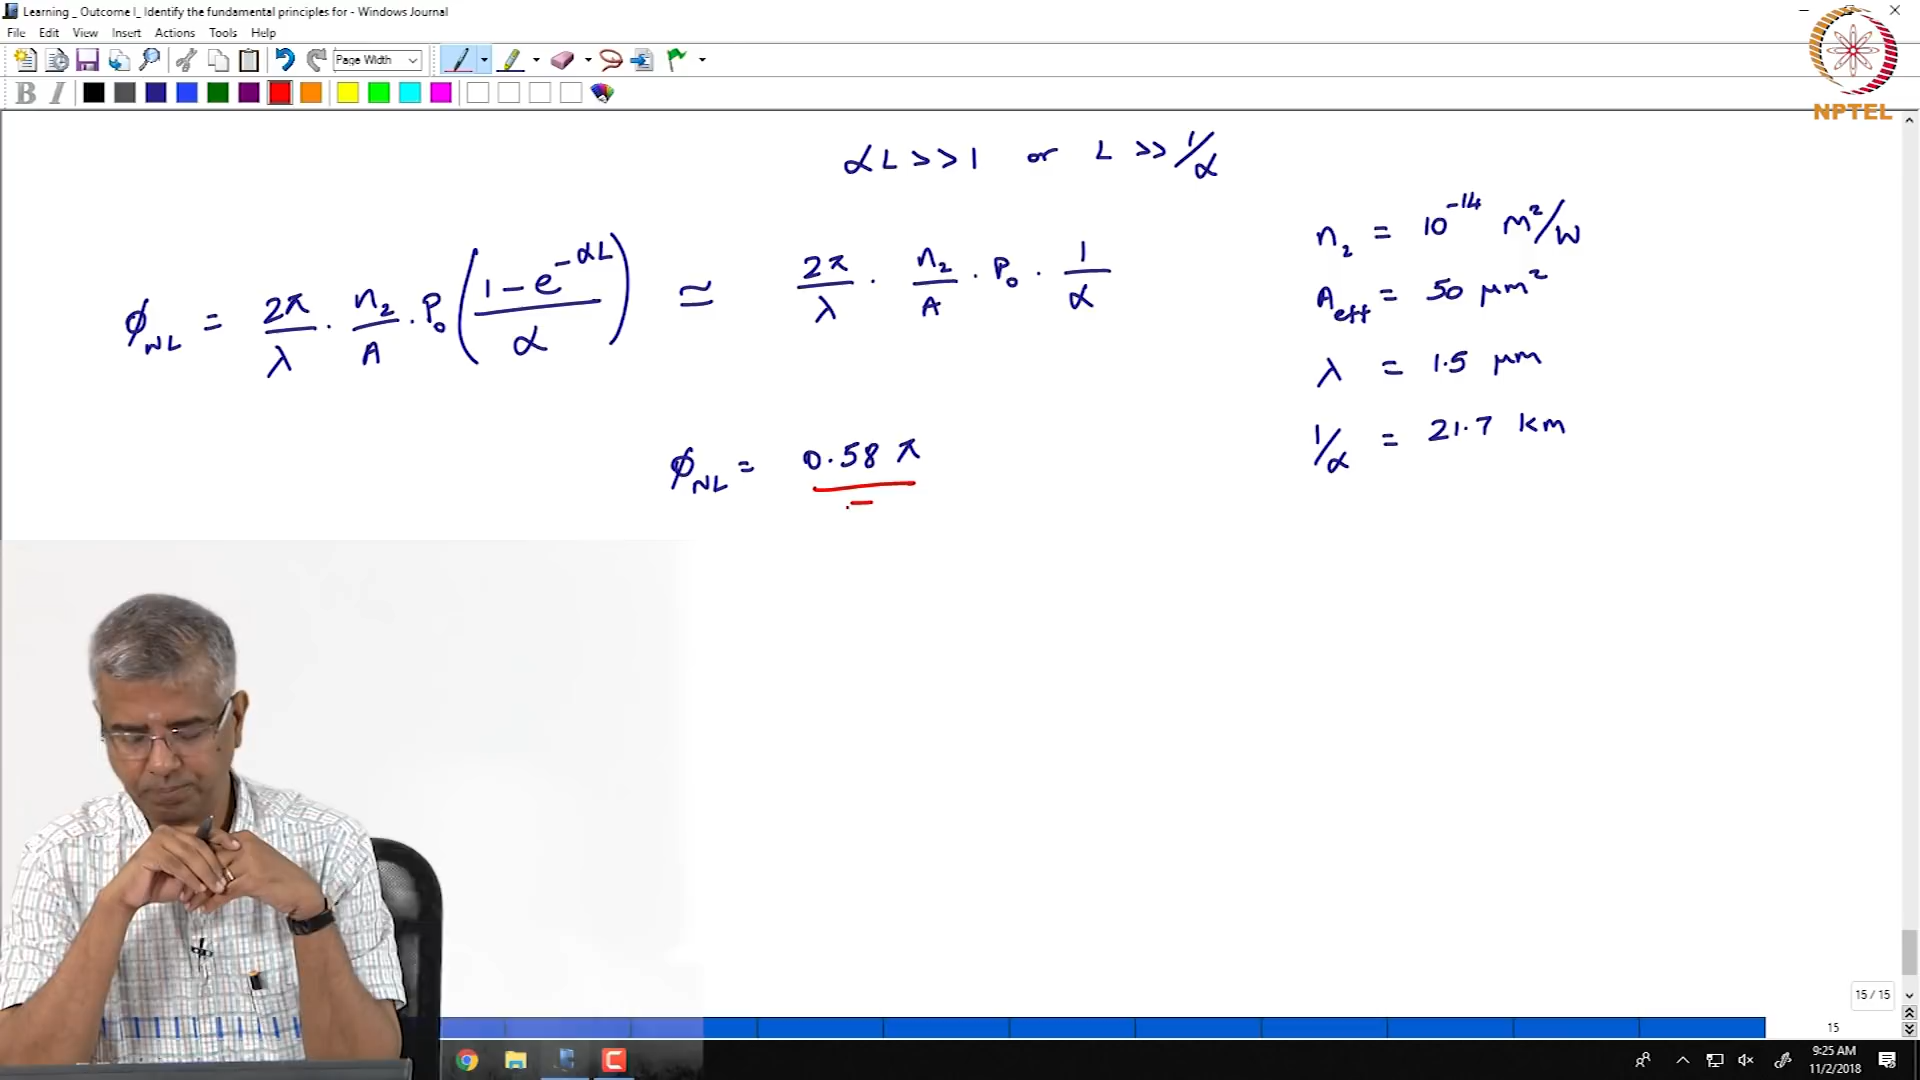 Learning _ Outcome I_ Identify the fundamental principles for - Windows Journal
File Edit View Insert Actions Tools Help
Page Width
B I
NPTEL
αL >> 1 or L >> 1/α
ϕ_NL = 2π/λ · n₂/A · P₀ ((1 - e^-αL)/α) ≃ 2π/λ · n₂/A · P₀ · 1/α
n₂ = 10^-14 m²/W
A_eff = 50 μm²
λ = 1.5 μm
1/α = 21.7 km
ϕ_NL = 0.58 π
15 / 15
15
9:25 AM
11/2/2018